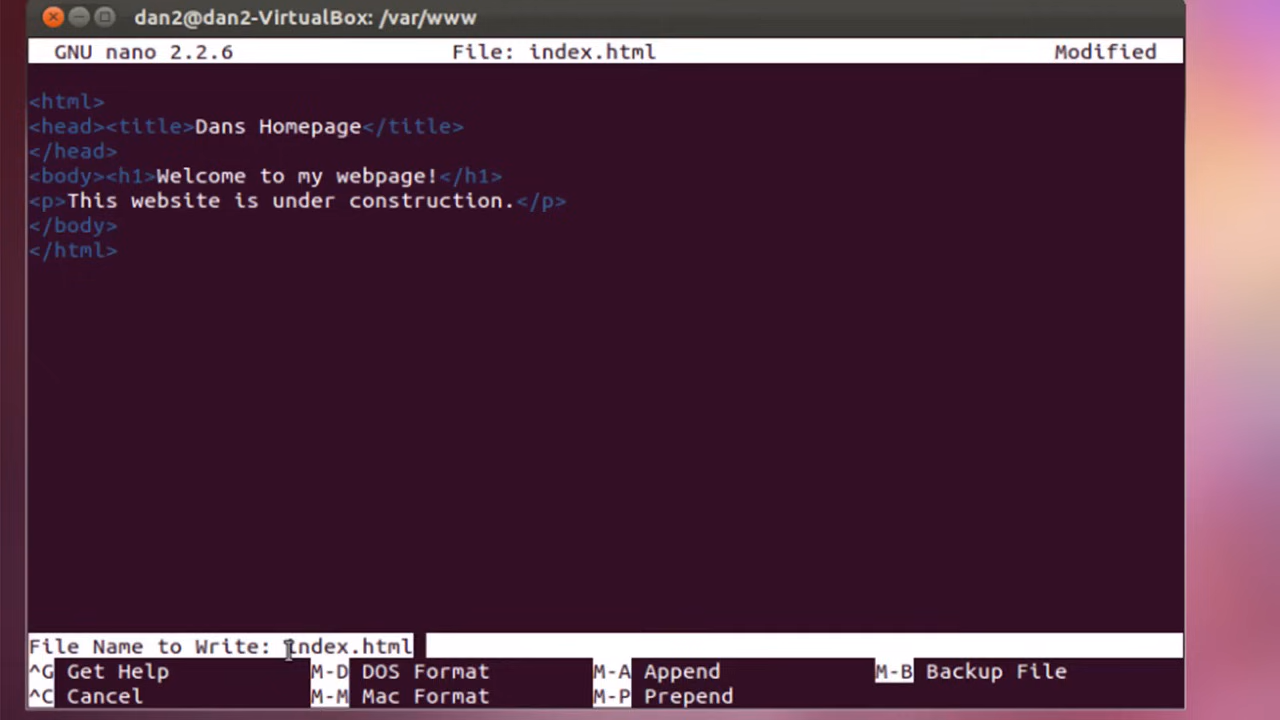 dan2@dan2-VirtualBox: /var/www
GNU nano 2.2.6 File: index.html Modified
<html>
<head><title>Dans Homepage</title>
</head>
<body><h1>Welcome to my webpage!</h1>
<p>This website is under construction.</p>
</body>
</html>
File Name to Write: index.html
^G Get Help M-D DOS Format M-A Append M-B Backup File
^C Cancel M-M Mac Format M-P Prepend